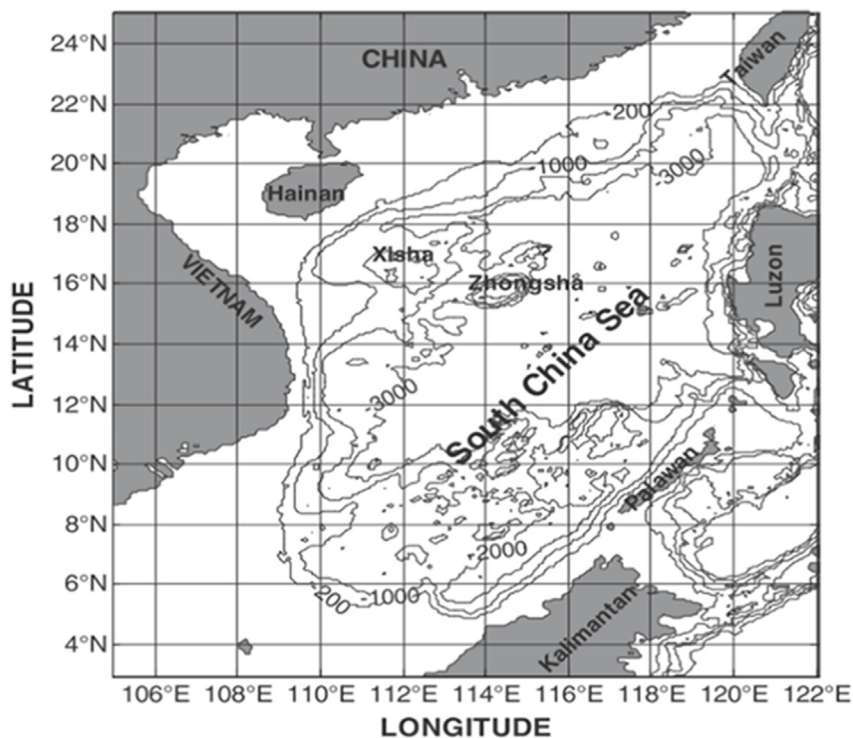 24°N
22°N
20°N
18°N
16°N
14°N
12°N
10°N
8°N
6°N
4°N
LATITUDE
CHINA
Taiwan
200
1000
3000
Hainan
Xisha
Zhongsha
VIETNAM
Luzon
South China Sea
3000
Palawan
2000
200
1000
Kalimantan
106°E 108°E 110°E 112°E 114°E 116°E 118°E 120°E 122°E
LONGITUDE